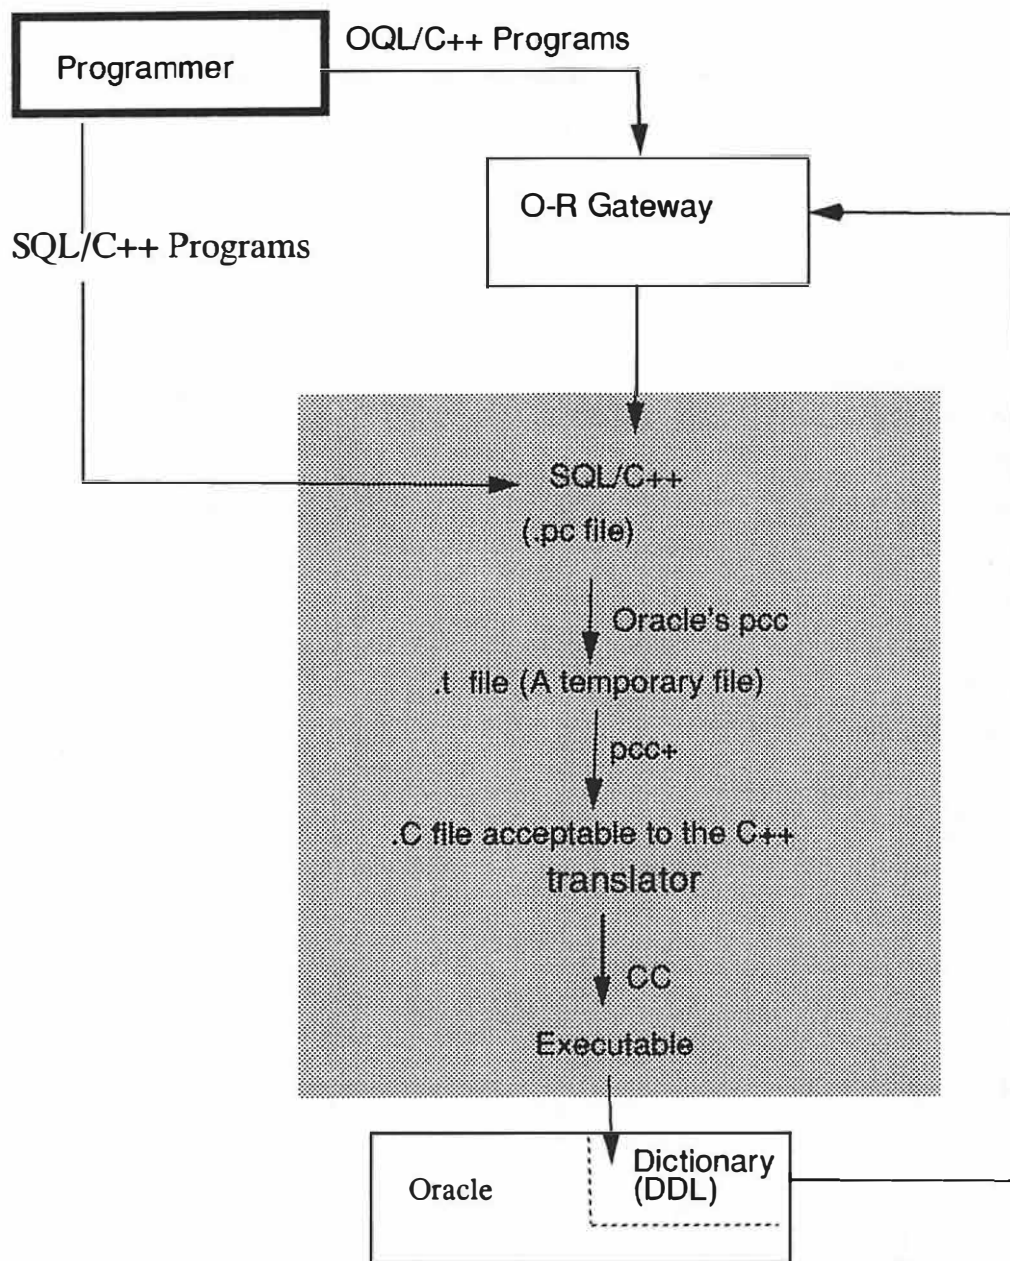 OQL/C++ Programs
Programmer
O-R Gateway
SQL/C++ Programs
SQL/C++
(.pc file)
Oracle's pcc
.t file (A temporary file)
pcc+
.C file acceptable to the C++
translator
CC
Executable
Dictionary
(DDL)
Oracle